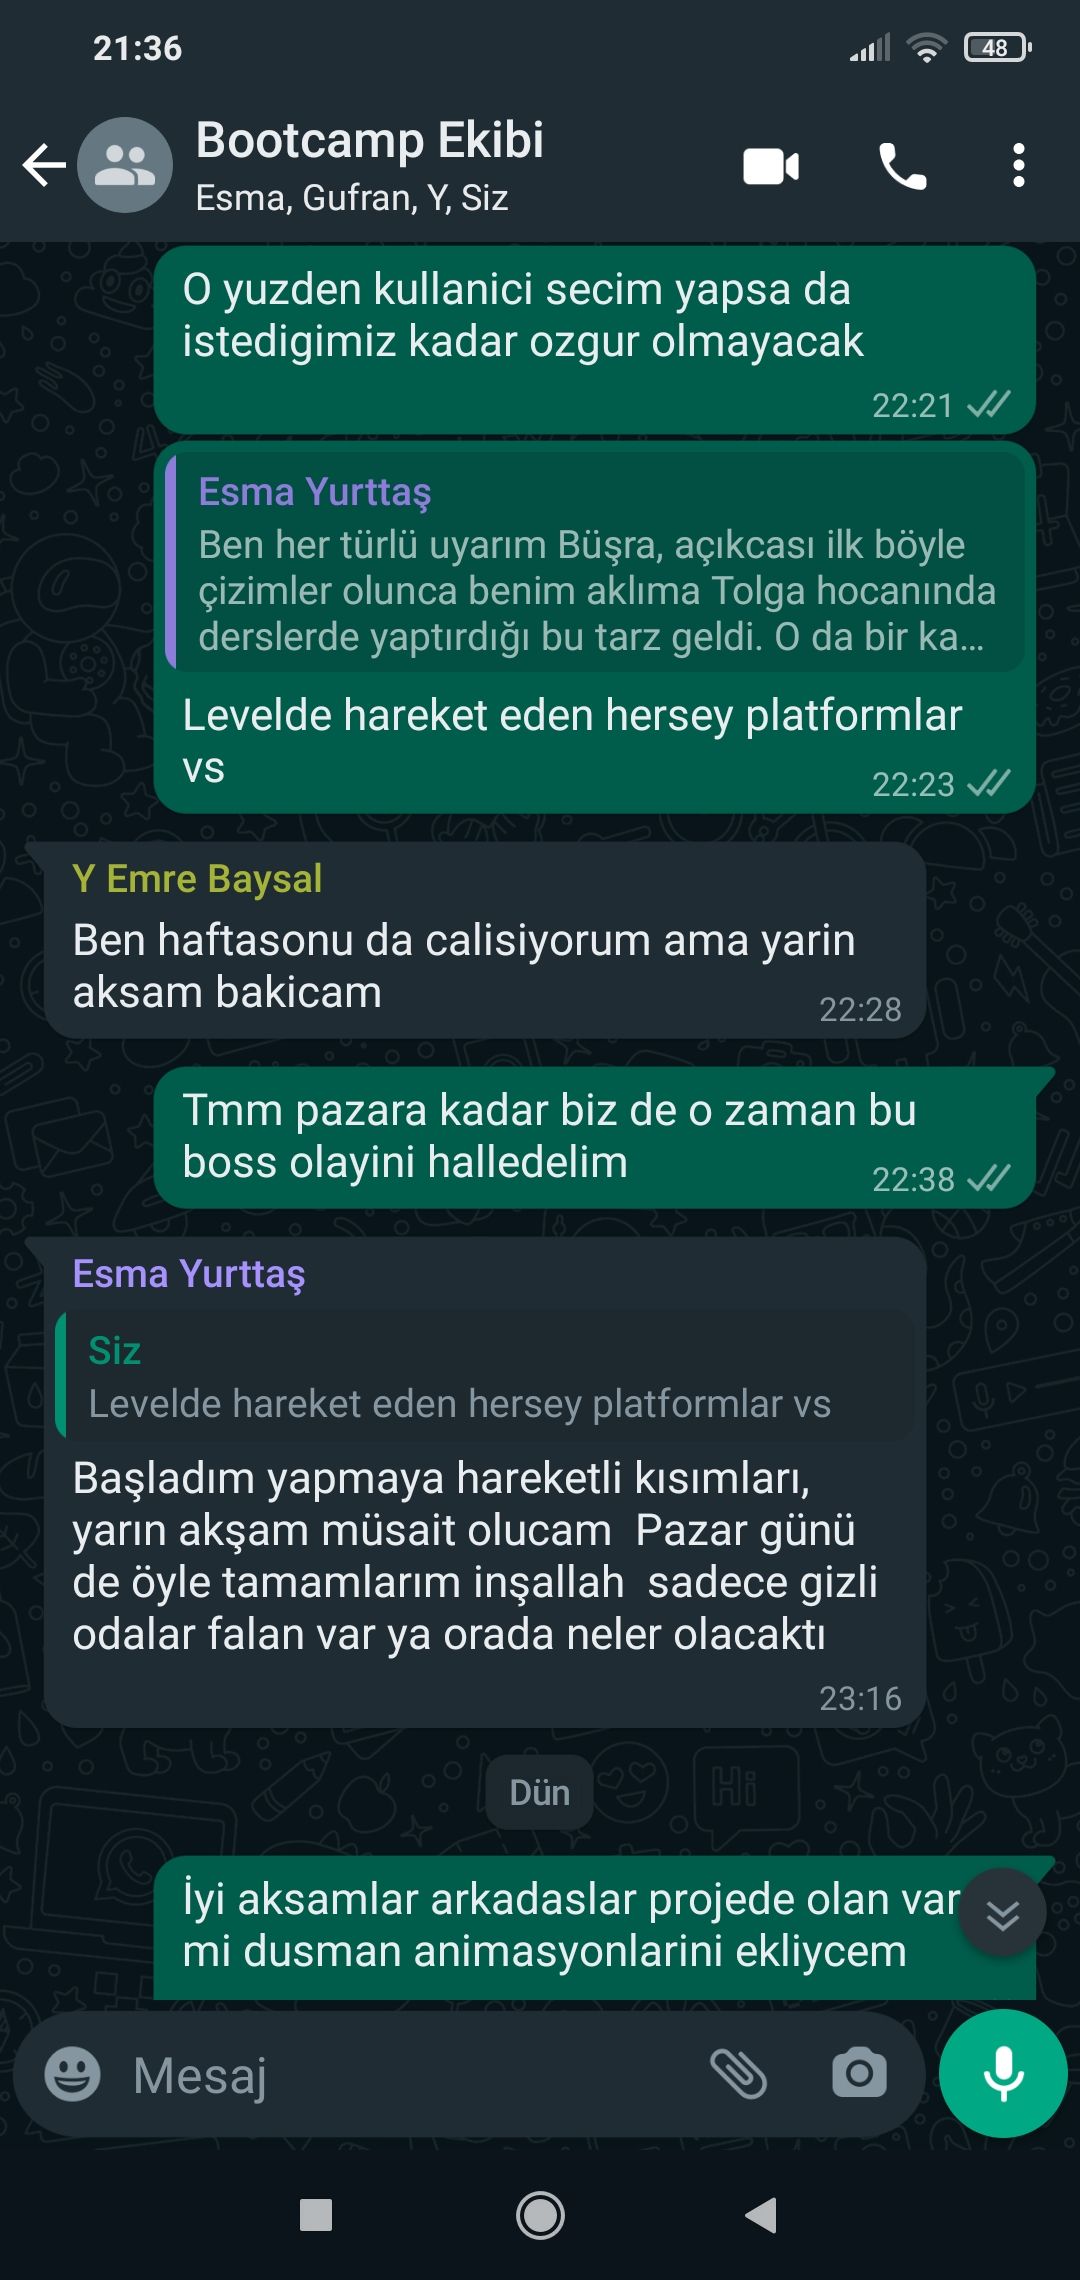 21:36
48
Bootcamp Ekibi
Esma, Gufran, Y, Siz
O yuzden kullanici secim yapsa da
istedigimiz kadar ozgur olmayacak
22:21
Esma Yurttaş
Ben her türlü uyarım Büşra, açıkcası ilk böyle
çizimler olunca benim aklıma Tolga hocanında
derslerde yaptırdığı bu tarz geldi. O da bir ka...
Levelde hareket eden hersey platformlar
vs
22:23
Y Emre Baysal
Ben haftasonu da calisiyorum ama yarin
aksam bakicam
22:28
Tmm pazara kadar biz de o zaman bu
boss olayini halledelim
22:38
Esma Yurttaş
Siz
Levelde hareket eden hersey platformlar vs
Başladım yapmaya hareketli kısımları,
yarın akşam müsait olucam  Pazar günü
de öyle tamamlarım inşallah  sadece gizli
odalar falan var ya orada neler olacaktı
23:16
Dün
İyi aksamlar arkadaslar projede olan var
mi dusman animasyonlarini ekliycem
Mesaj